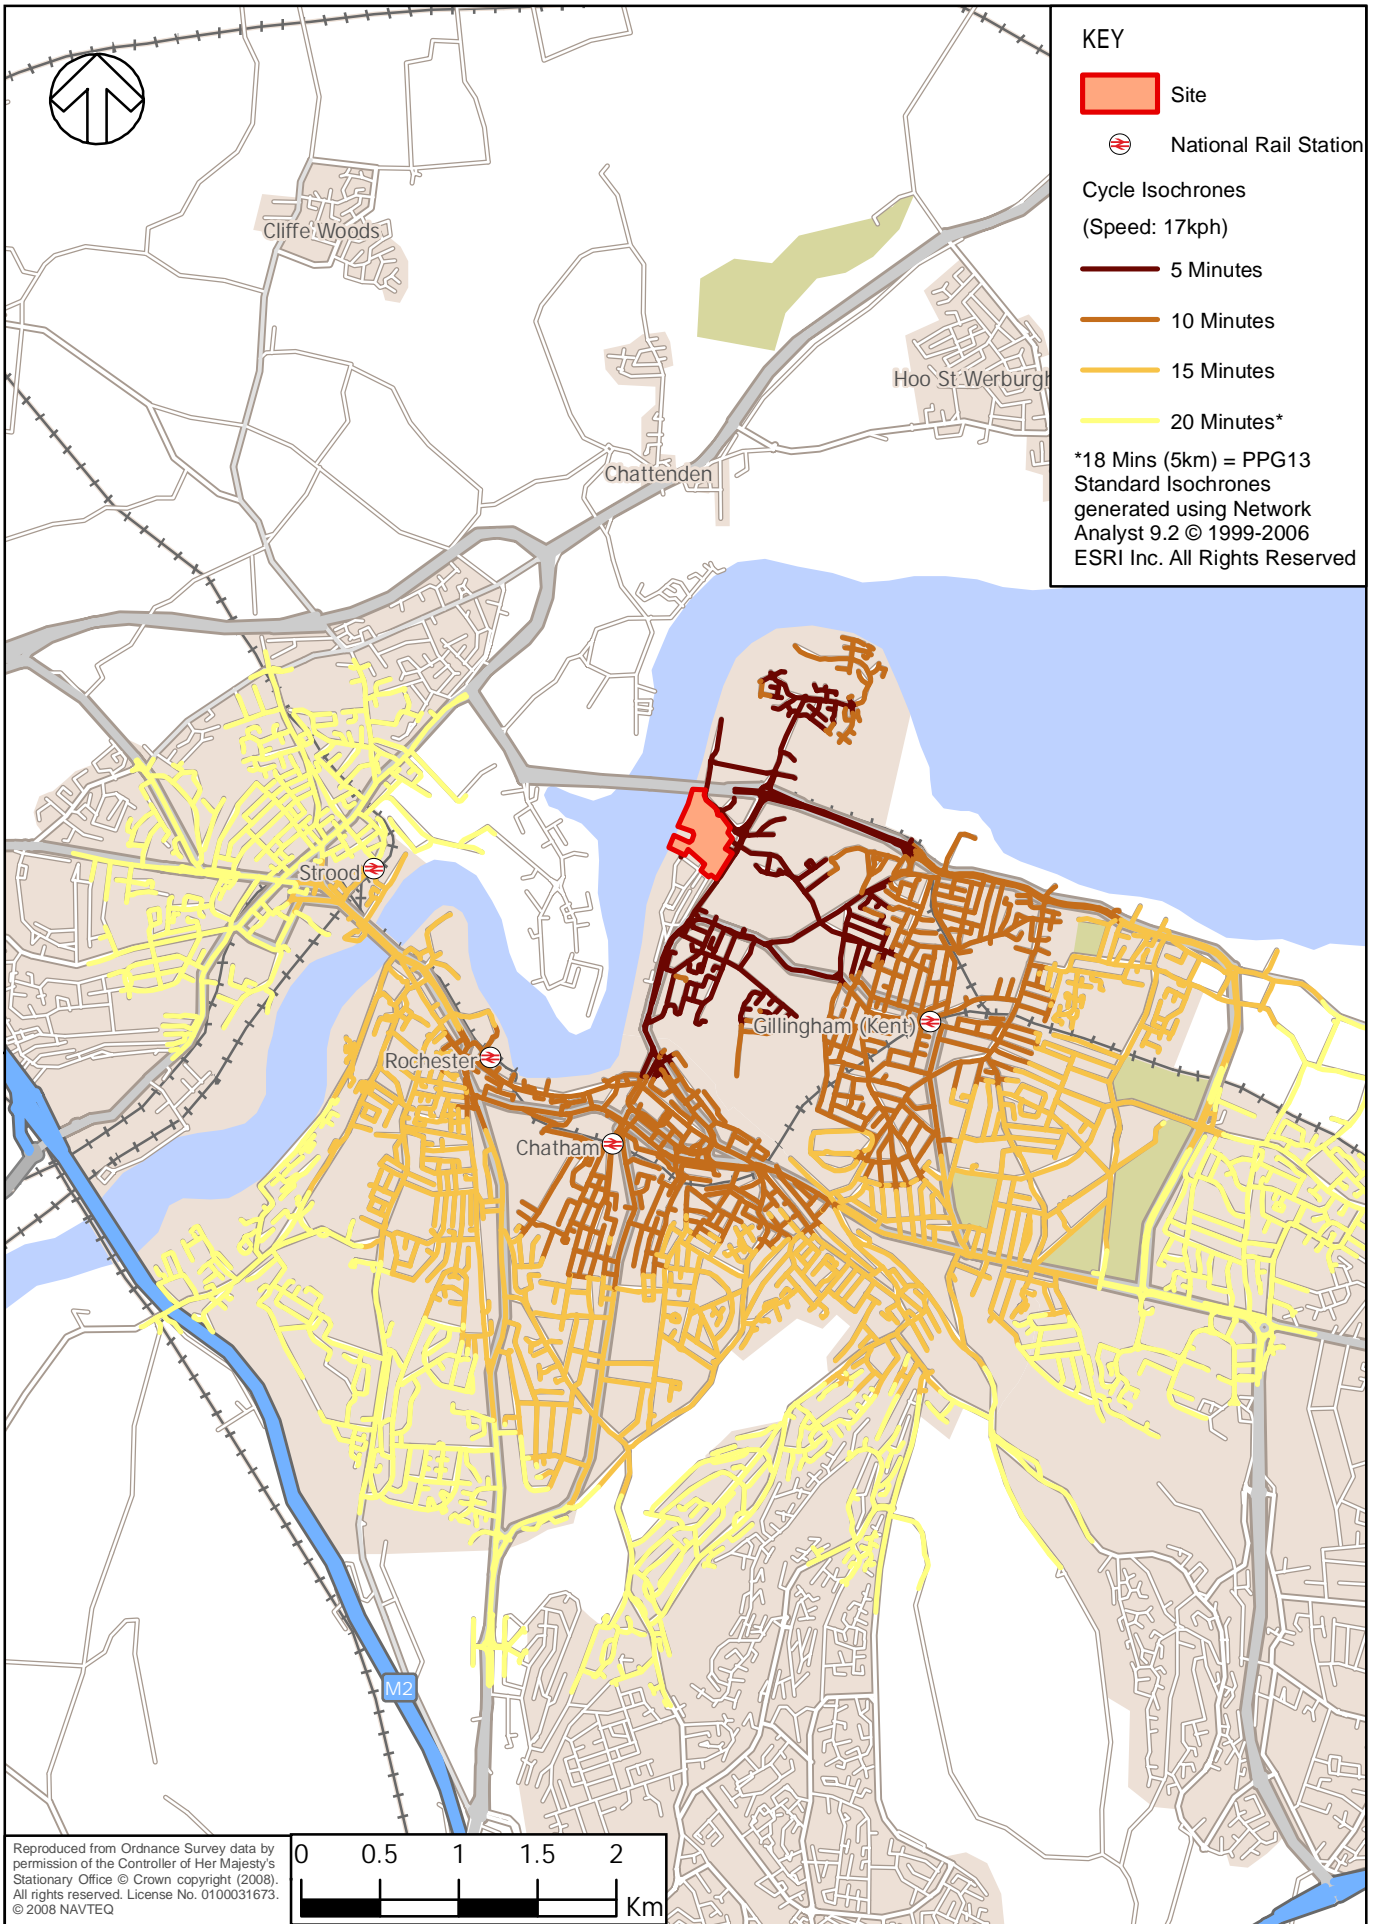 KEY
Site
National Rail Station
Cycle Isochrones
(Speed: 17kph)
5 Minutes
10 Minutes
15 Minutes
20 Minutes*
*18 Mins (5km) = PPG13
Standard Isochrones
generated using Network
Analyst 9.2 © 1999-2006
ESRI Inc. All Rights Reserved
Cliffe Woods
Hoo St Werburgh
Chattenden
Strood
Gillingham (Kent)
Rochester
Chatham
M2
Reproduced from Ordnance Survey data by
permission of the Controller of Her Majesty's
Stationary Office © Crown copyright (2008).
All rights reserved. License No. 0100031673.
© 2008 NAVTEQ
0 0.5 1 1.5 2
Km